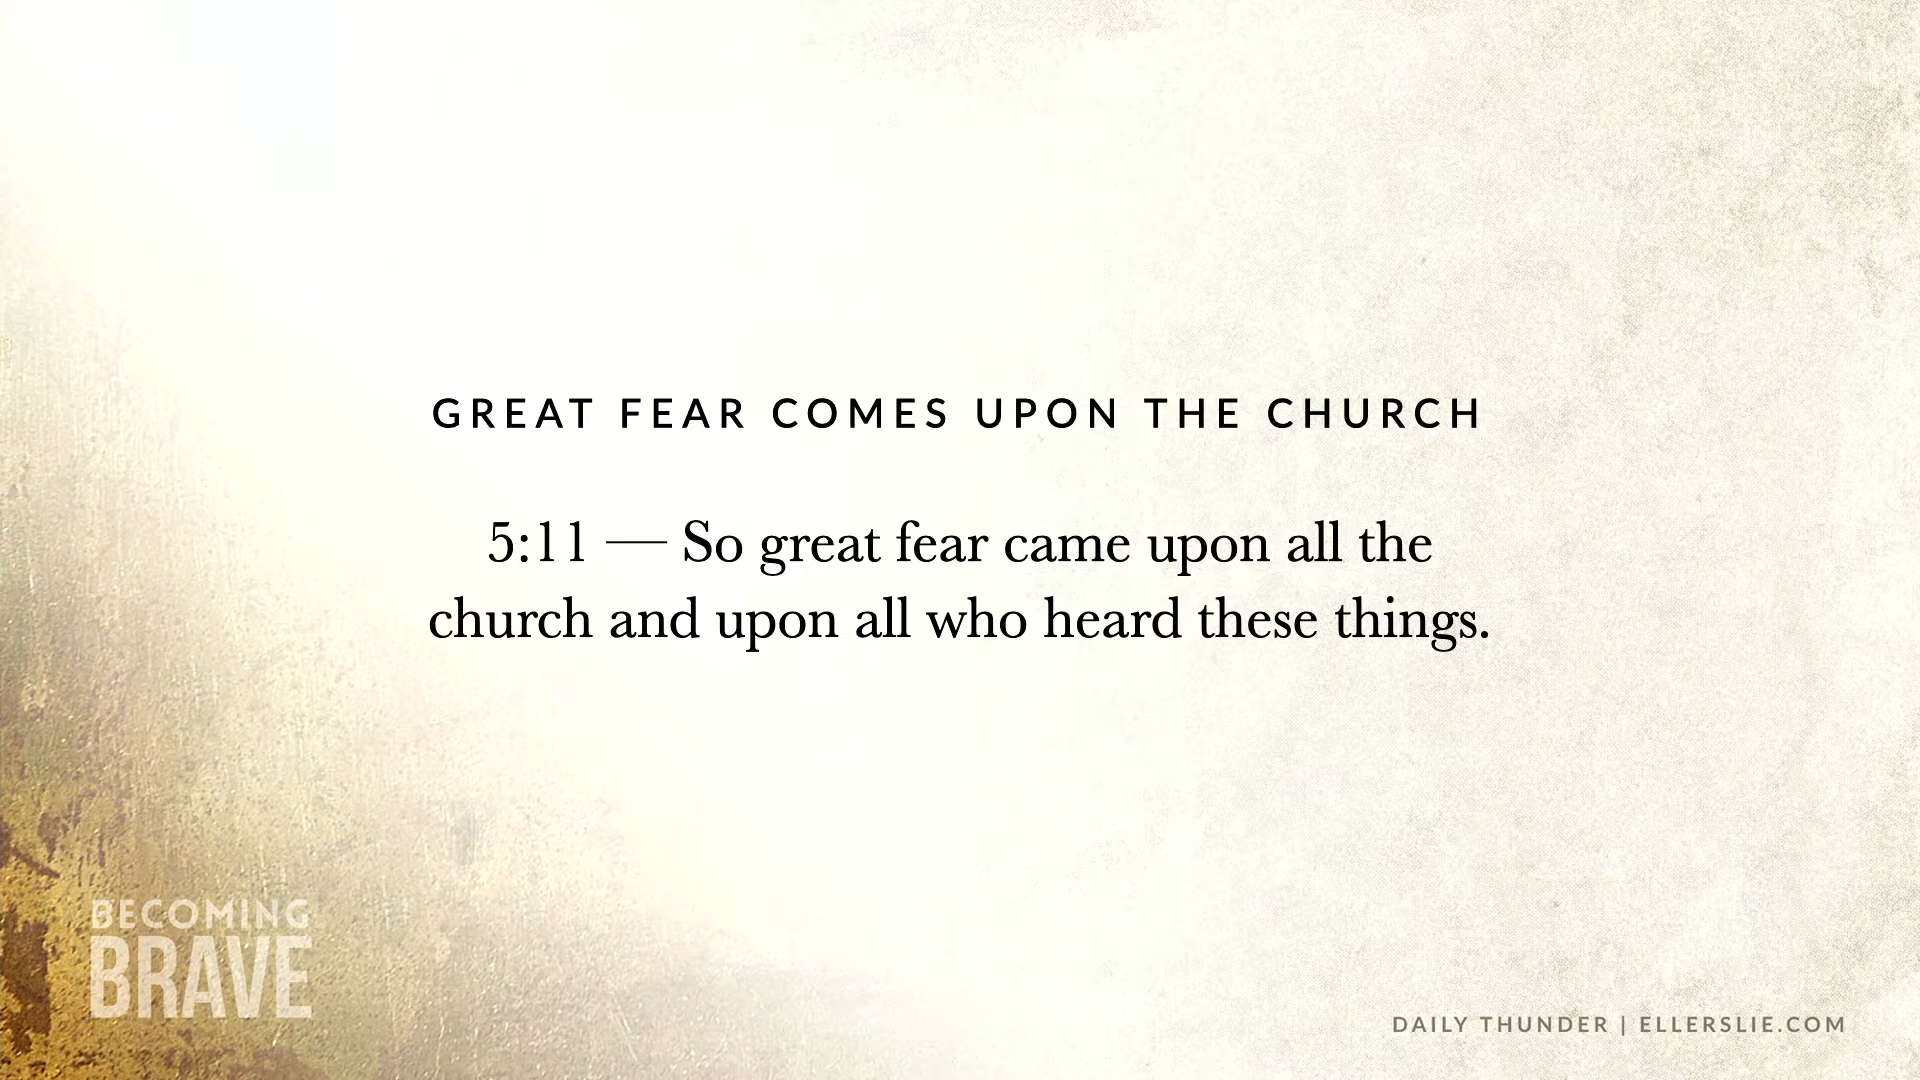 GREAT FEAR COMES UPON THE CHURCH
5:11 — So great fear came upon all the
church and upon all who heard these things.
BECOMING
BRAVE
DAILY THUNDER | ELLERSLIE.COM